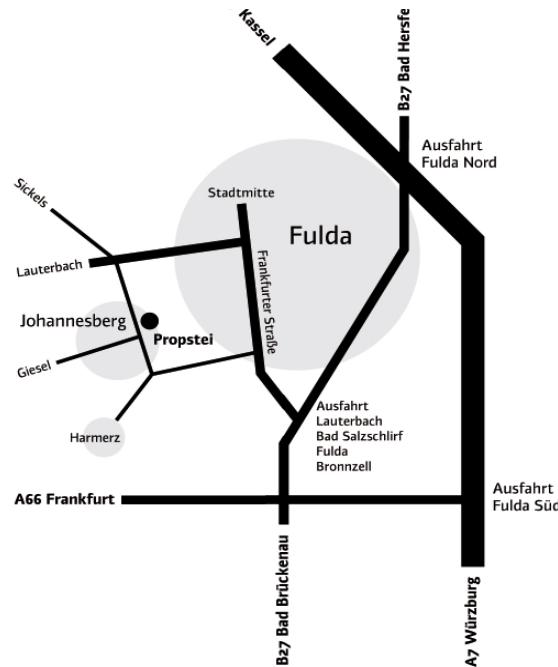 Kassel
B27 Bad Hersfe
Ausfahrt
Fulda Nord
Sickels
Stadtmitte
Fulda
Lauterbach
Frankfurter Straße
Johannesberg
Propstei
Giesel
Harmerz
Ausfahrt
Lauterbach
Bad Salzschlirf
Fulda
Bronnzell
A66 Frankfurt
Ausfahrt
Fulda Süd
B27 Bad Brückenau
A7 Würzburg